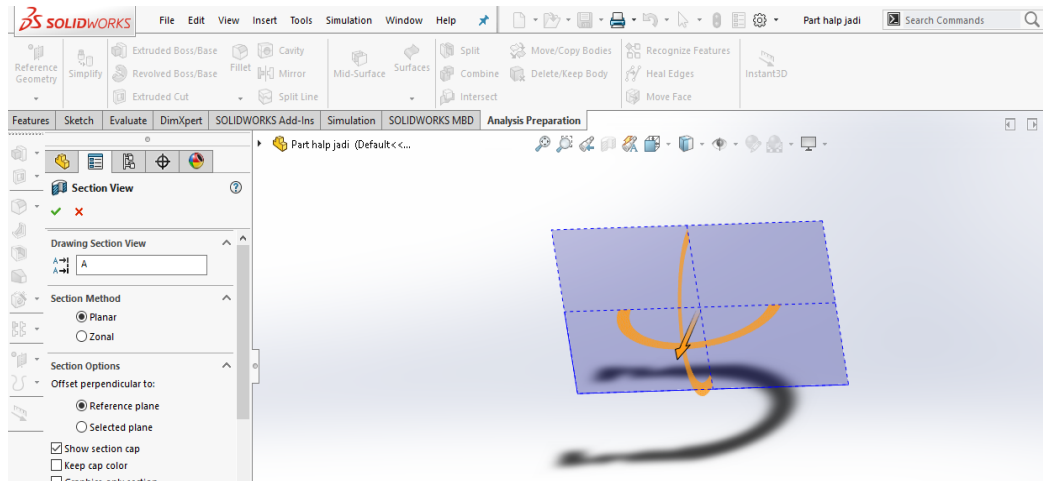 SOLIDWORKS File Edit View Insert Tools Simulation Window Help Part halp jadi Search Commands
Reference Geometry
Simplify
Extruded Boss/Base
Revolved Boss/Base
Extruded Cut
Fillet
Cavity
Mirror
Split Line
Mid-Surface
Surfaces
Split
Combine
Intersect
Move/Copy Bodies
Delete/Keep Body
Recognize Features
Heal Edges
Move Face
Instant3D
Features Sketch Evaluate DimXpert SOLIDWORKS Add-Ins Simulation SOLIDWORKS MBD Analysis Preparation
Part halp jadi (Default<<...
Section View
Drawing Section View
A
Section Method
Planar
Zonal
Section Options
Offset perpendicular to:
Reference plane
Selected plane
Show section cap
Keep cap color
Graphics-only section